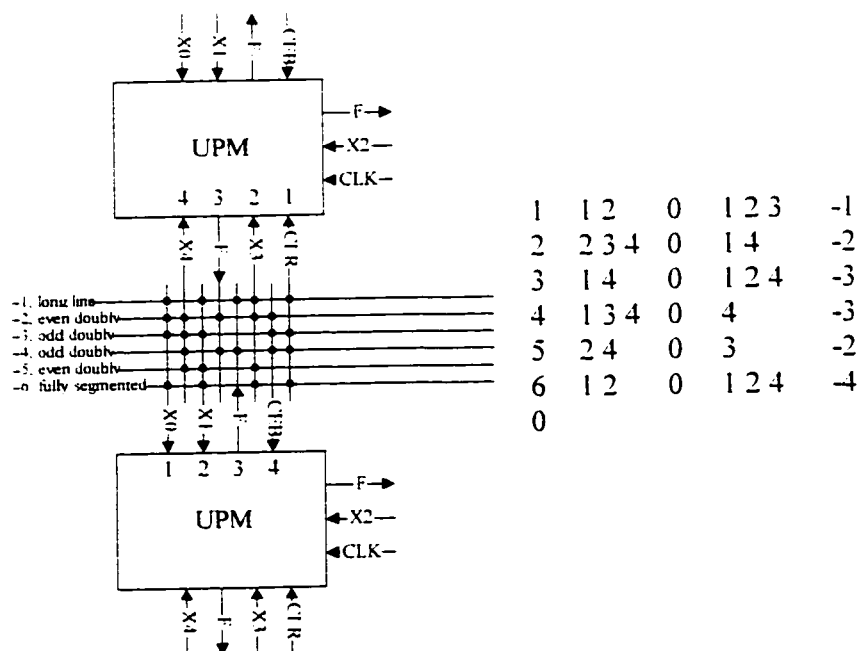 X0 X1 F CFB
F
UPM
X2
CLK
4 3 2 1
X4 F X3 CLR
-1. long line
-2. even doubly
-3. odd doubly
-4. odd doubly
-5. even doubly
-6. fully segmented
X0 X1 F CFB
1 2 3 4
F
UPM
X2
CLK
X4 F X3 CLR
1 1 2 0 1 2 3 -1
2 2 3 4 0 1 4 -2
3 1 4 0 1 2 4 -3
4 1 3 4 0 4 -3
5 2 4 0 3 -2
6 1 2 0 1 2 4 -4
0